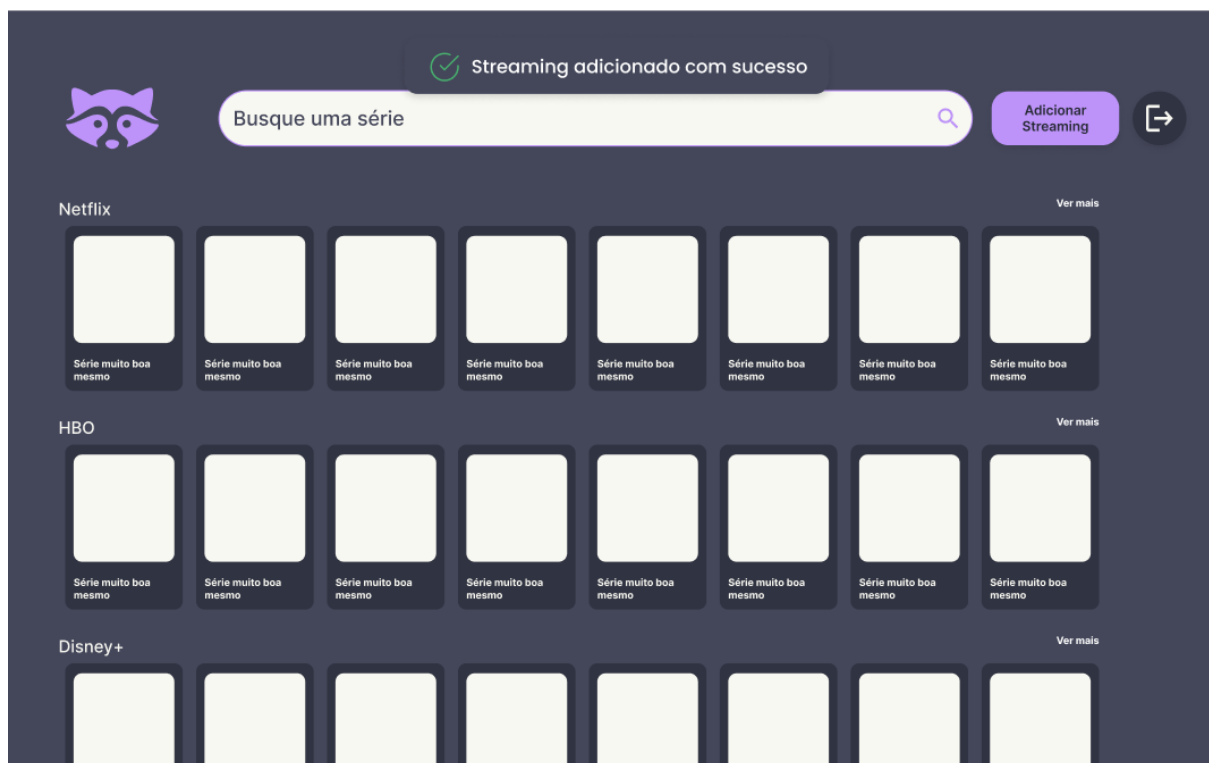 Streaming adicionado com sucesso
Busque uma série
Adicionar
Streaming
Netflix
Ver mais
Série muito boa
mesmo
Série muito boa
mesmo
Série muito boa
mesmo
Série muito boa
mesmo
Série muito boa
mesmo
Série muito boa
mesmo
Série muito boa
mesmo
Série muito boa
mesmo
HBO
Ver mais
Série muito boa
mesmo
Série muito boa
mesmo
Série muito boa
mesmo
Série muito boa
mesmo
Série muito boa
mesmo
Série muito boa
mesmo
Série muito boa
mesmo
Série muito boa
mesmo
Disney+
Ver mais